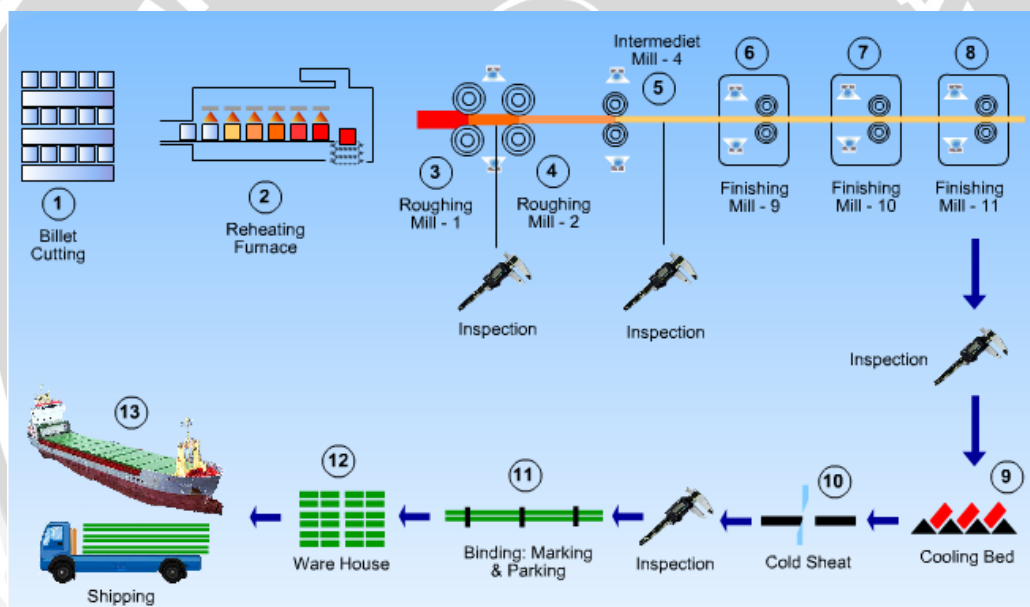 1
Billet
Cutting
2
Reheating
Furnace
3
Roughing
Mill - 1
4
Roughing
Mill - 2
Intermediet
Mill - 4
5
6
Finishing
Mill - 9
7
Finishing
Mill - 10
8
Finishing
Mill - 11
Inspection
Inspection
Inspection
9
Cooling Bed
10
Cold Sheat
Inspection
11
Binding: Marking
& Parking
12
Ware House
13
Shipping